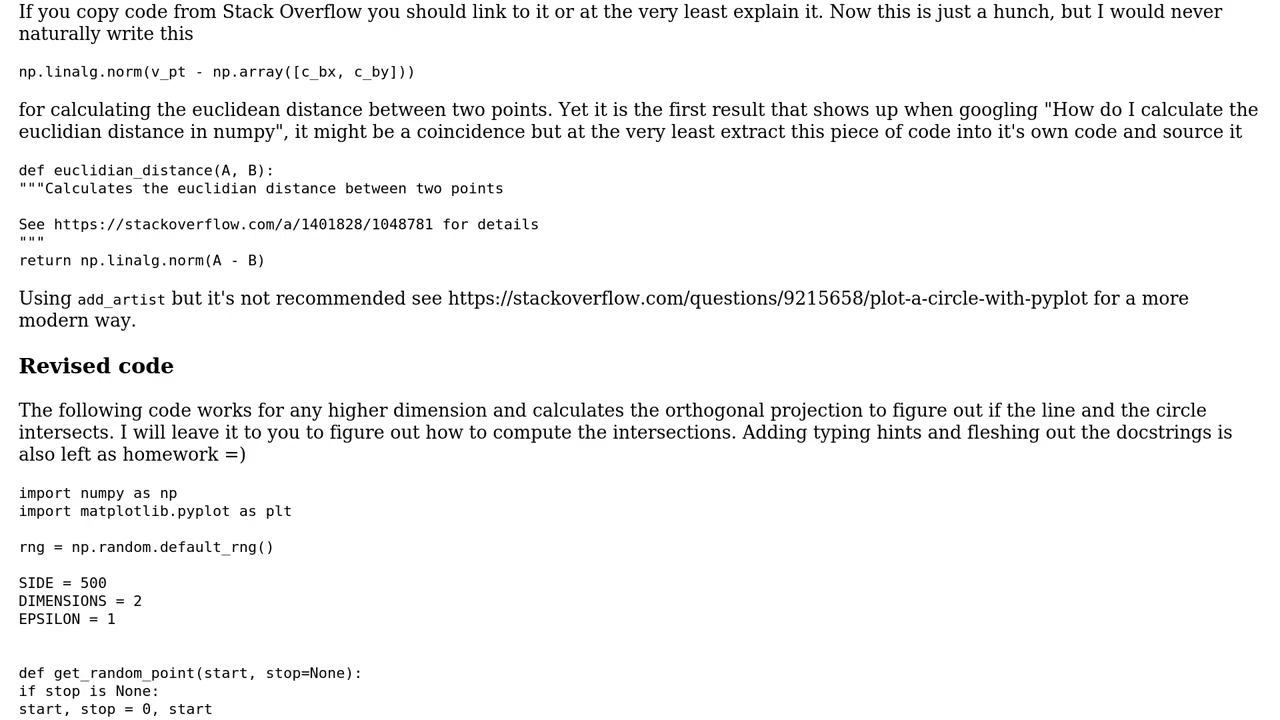 If you copy code from Stack Overflow you should link to it or at the very least explain it. Now this is just a hunch, but I would never
naturally write this
np.linalg.norm(v_pt - np.array([c_bx, c_by]))
for calculating the euclidean distance between two points. Yet it is the first result that shows up when googling "How do I calculate the
euclidian distance in numpy", it might be a coincidence but at the very least extract this piece of code into it's own code and source it
def euclidian_distance(A, B):
"""Calculates the euclidian distance between two points
See https://stackoverflow.com/a/1401828/1048781 for details
"""
return np.linalg.norm(A - B)
Using add_artist but it's not recommended see https://stackoverflow.com/questions/9215658/plot-a-circle-with-pyplot for a more
modern way.
Revised code
The following code works for any higher dimension and calculates the orthogonal projection to figure out if the line and the circle
intersects. I will leave it to you to figure out how to compute the intersections. Adding typing hints and fleshing out the docstrings is
also left as homework =)
import numpy as np
import matplotlib.pyplot as plt
rng = np.random.default_rng()
SIDE = 500
DIMENSIONS = 2
EPSILON = 1
def get_random_point(start, stop=None):
if stop is None:
start, stop = 0, start